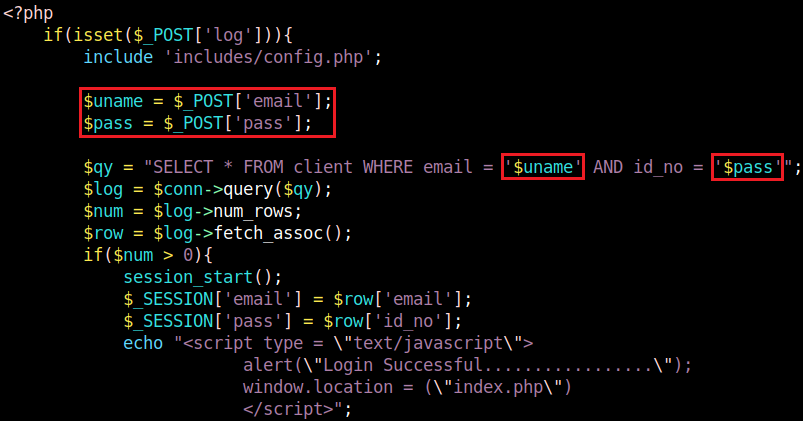 <?php
    if(isset($_POST['log'])){
        include 'includes/config.php';

        $uname = $_POST['email'];
        $pass = $_POST['pass'];

        $qy = "SELECT * FROM client WHERE email = '$uname' AND id_no = '$pass'";
        $log = $conn->query($qy);
        $num = $log->num_rows;
        $row = $log->fetch_assoc();
        if($num > 0){
            session_start();
            $_SESSION['email'] = $row['email'];
            $_SESSION['pass'] = $row['id_no'];
            echo "<script type = \"text/javascript\">
                        alert(\"Login Successful.................\");
                        window.location = (\"index.php\")
                        </script>";